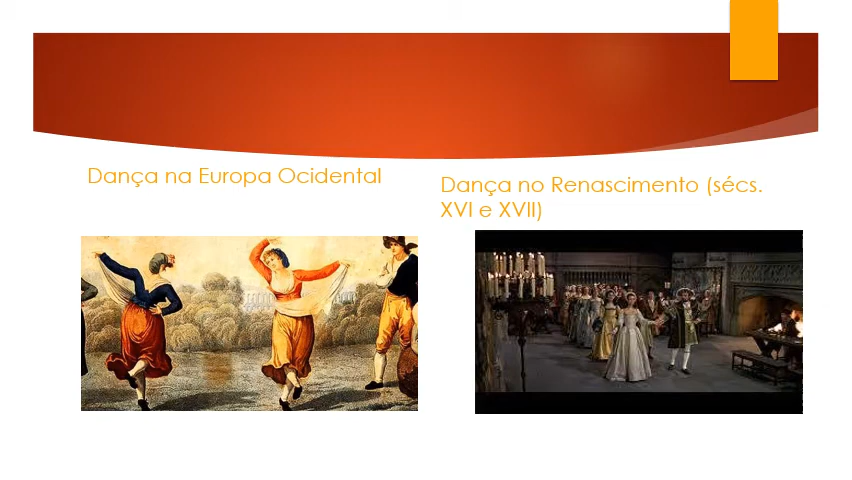 Dança na Europa Ocidental
Dança no Renascimento (sécs.
XVI e XVII)